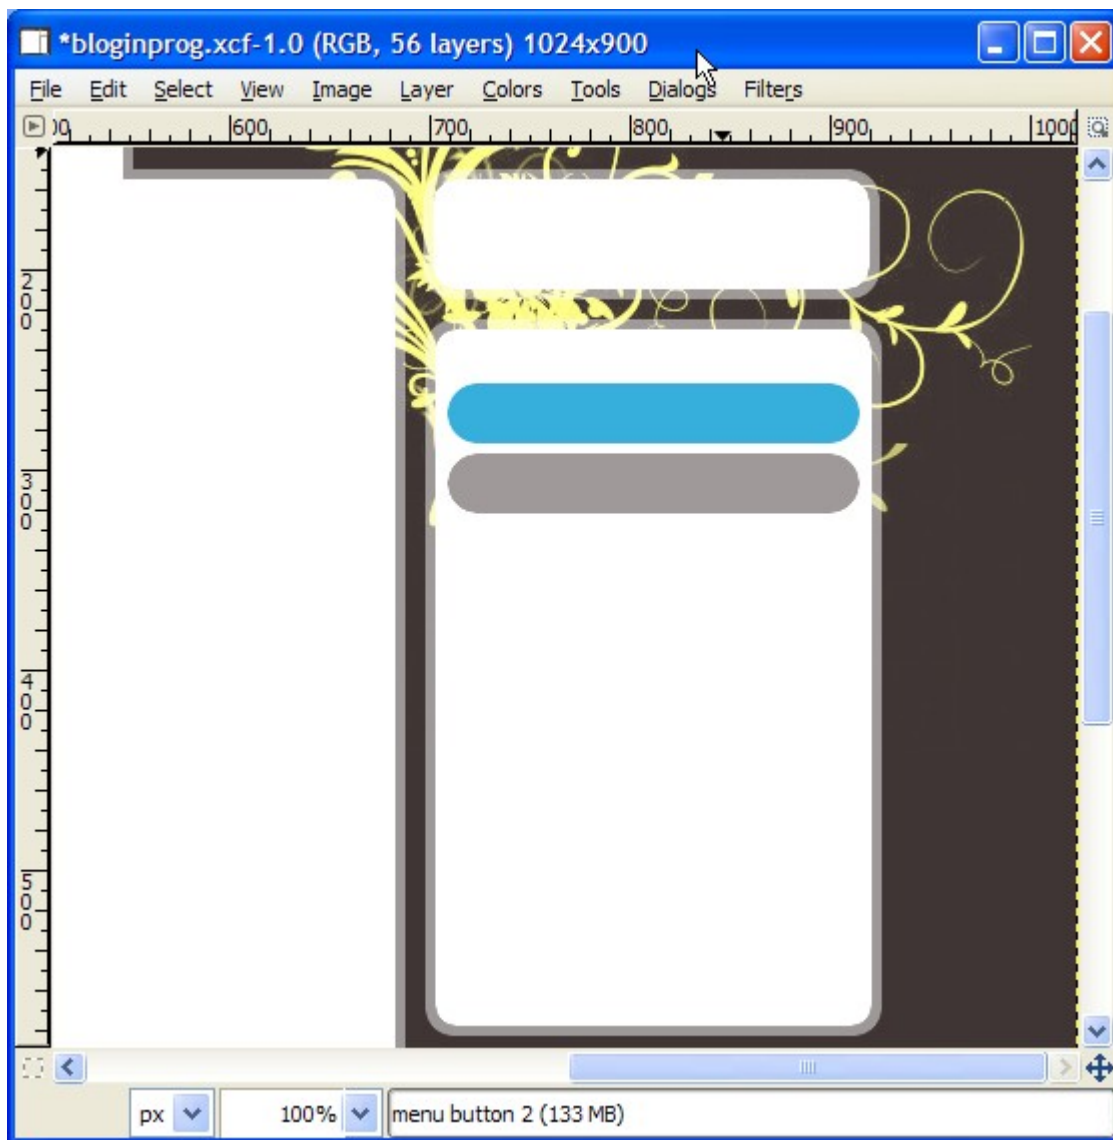 *bloginprog.xcf-1.0 (RGB, 56 layers) 1024x900
File Edit Select View Image Layer Colors Tools Dialogs Filters
00 600 700 800 900 1000
200
300
400
500
px 100% menu button 2 (133 MB)